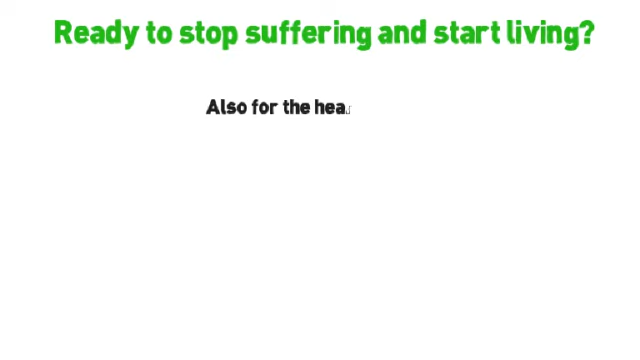 Ready to stop suffering and start living?
Also for the hea